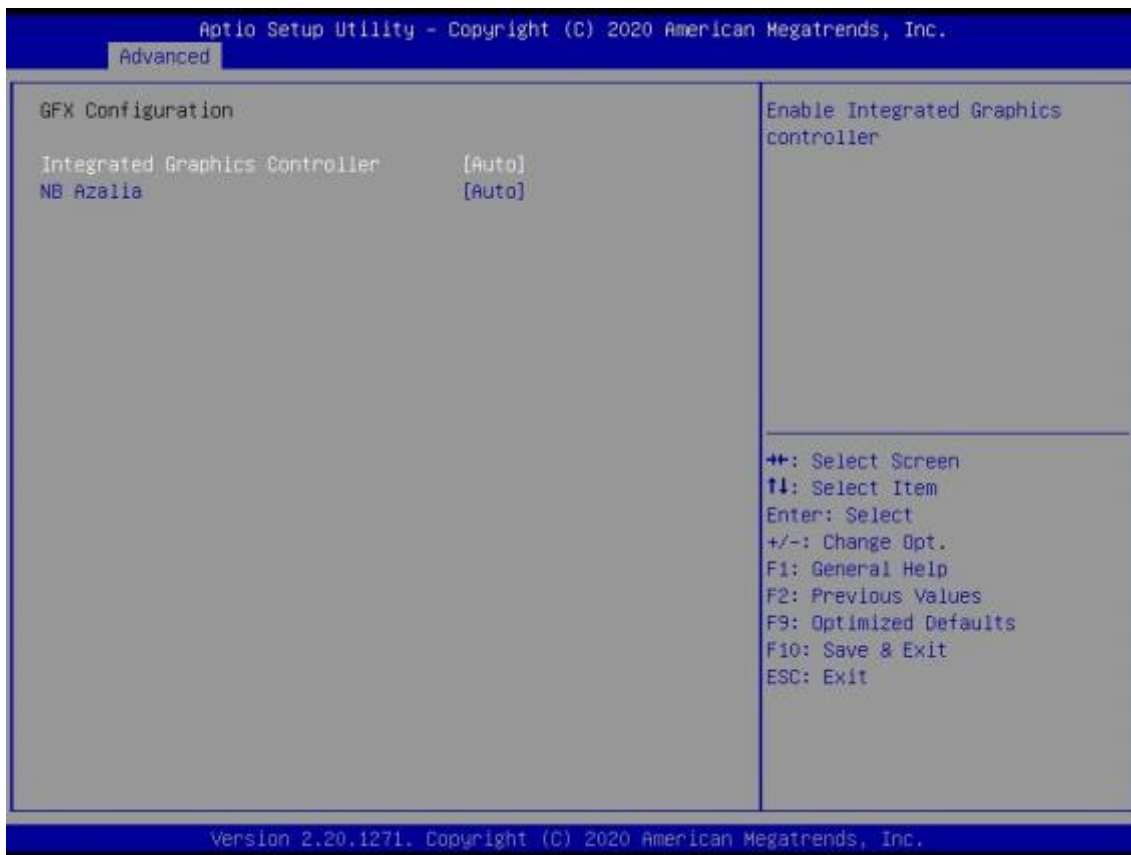 Aptio Setup Utility - Copyright (C) 2020 American Megatrends, Inc.
Advanced
GFX Configuration
Integrated Graphics Controller [Auto]
NB Azalia [Auto]
Enable Integrated Graphics
controller
→←: Select Screen
↑↓: Select Item
Enter: Select
+/-: Change Opt.
F1: General Help
F2: Previous Values
F9: Optimized Defaults
F10: Save & Exit
ESC: Exit
Version 2.20.1271. Copyright (C) 2020 American Megatrends, Inc.